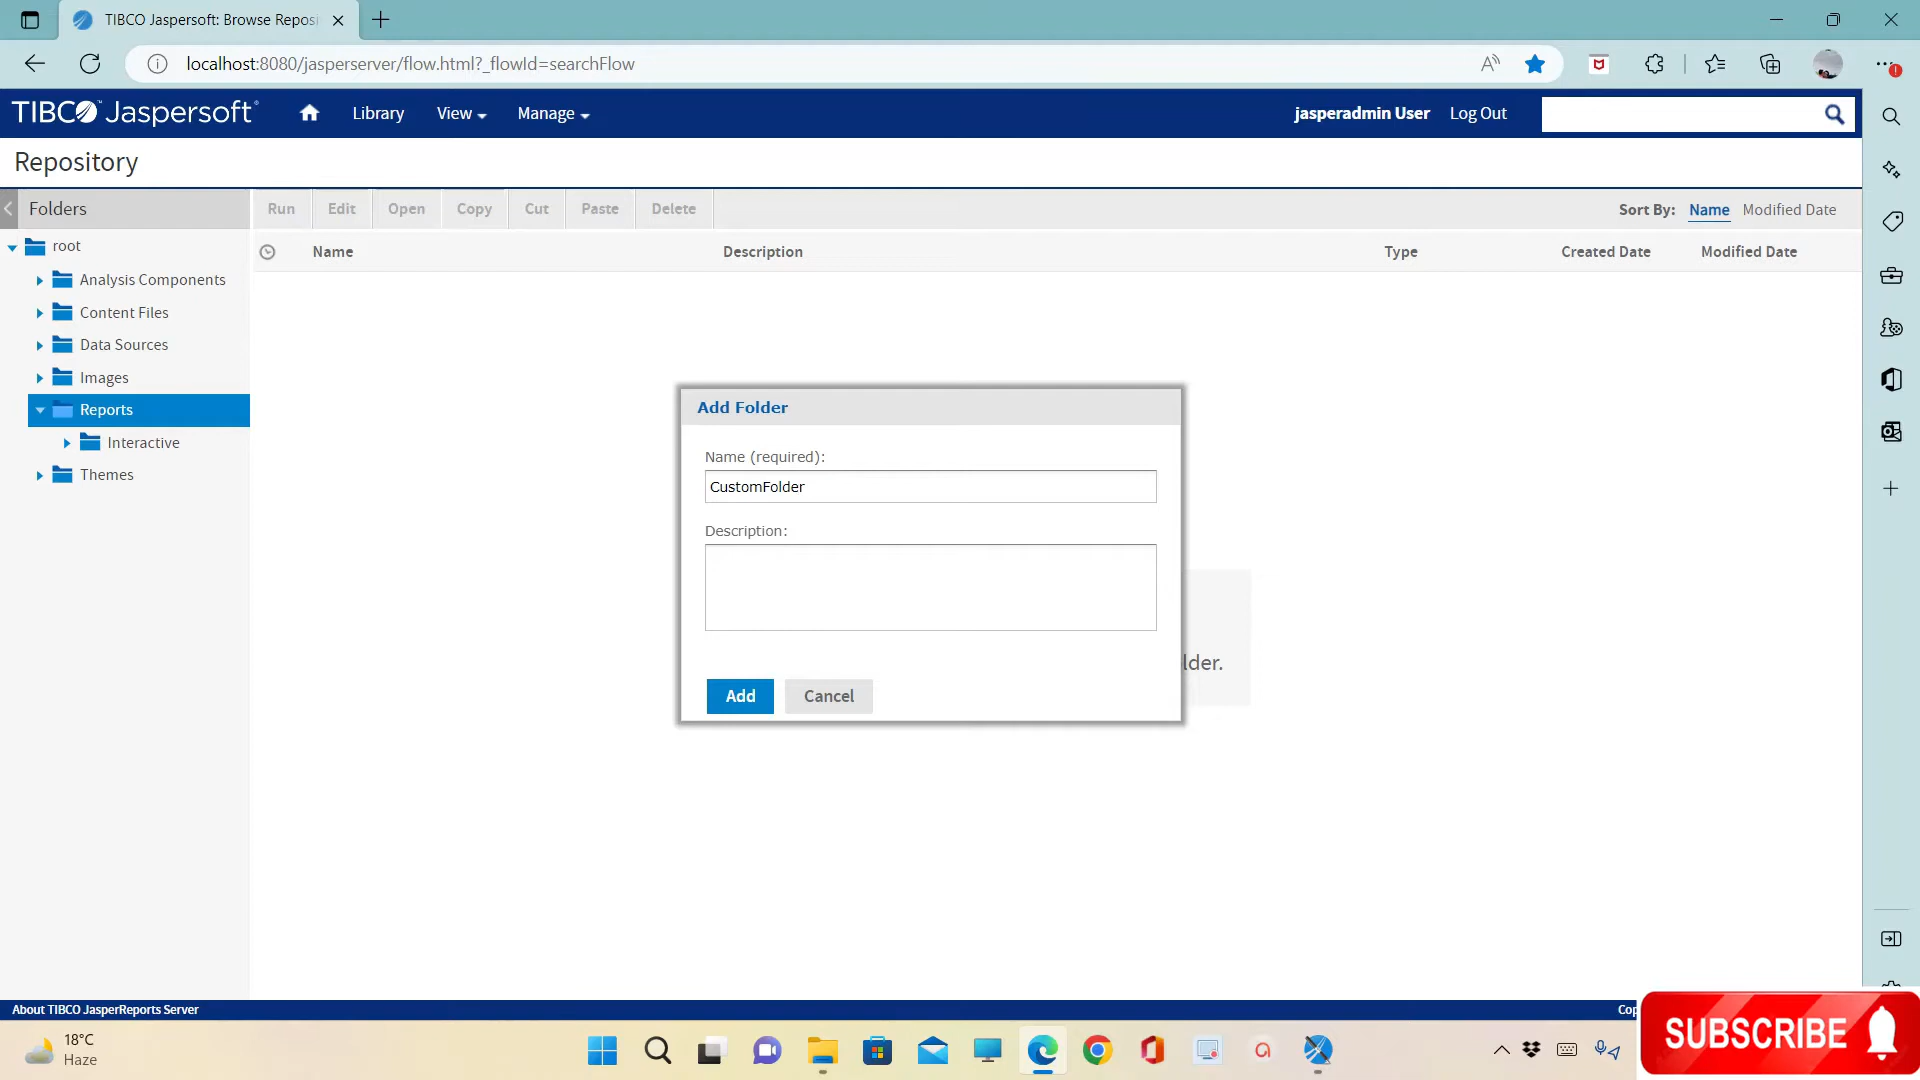 TIBCO Jaspersoft: Browse Reposi
localhost:8080/jasperserver/flow.html?_flowId=searchFlow
TIBCO Jaspersoft
Library
View
Manage
jasperadmin User
Log Out
Repository
Folders
Run
Edit
Open
Copy
Cut
Paste
Delete
Sort By:
Name
Modified Date
root
Name
Description
Type
Created Date
Modified Date
Analysis Components
Content Files
Data Sources
Images
Reports
Interactive
Themes
Add Folder
Name (required):
CustomFolder
Description:
lder.
Add
Cancel
About TIBCO JasperReports Server
Cop
18°C
Haze
SUBSCRIBE